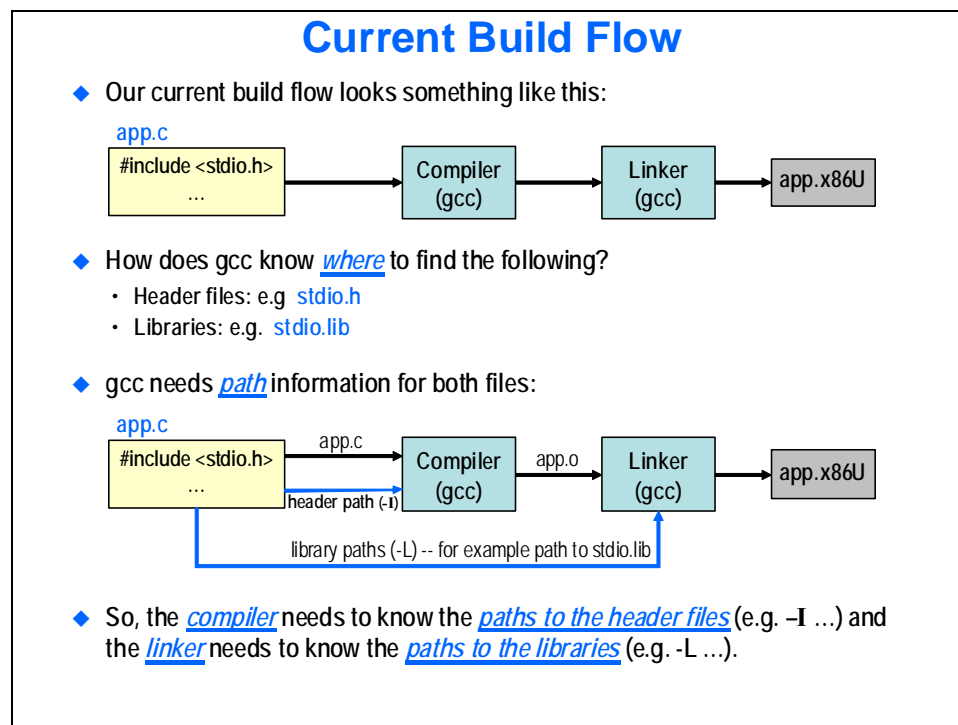 Current Build Flow
◆ Our current build flow looks something like this:
app.c
#include <stdio.h>
…
Compiler
(gcc)
Linker
(gcc)
app.x86U
◆ How does gcc know where to find the following?
• Header files: e.g stdio.h
• Libraries: e.g. stdio.lib
◆ gcc needs path information for both files:
app.c
#include <stdio.h>
…
app.c
header path (-I)
Compiler
(gcc)
app.o
Linker
(gcc)
app.x86U
library paths (-L) -- for example path to stdio.lib
◆ So, the compiler needs to know the paths to the header files (e.g. –I …) and
the linker needs to know the paths to the libraries (e.g. -L …).